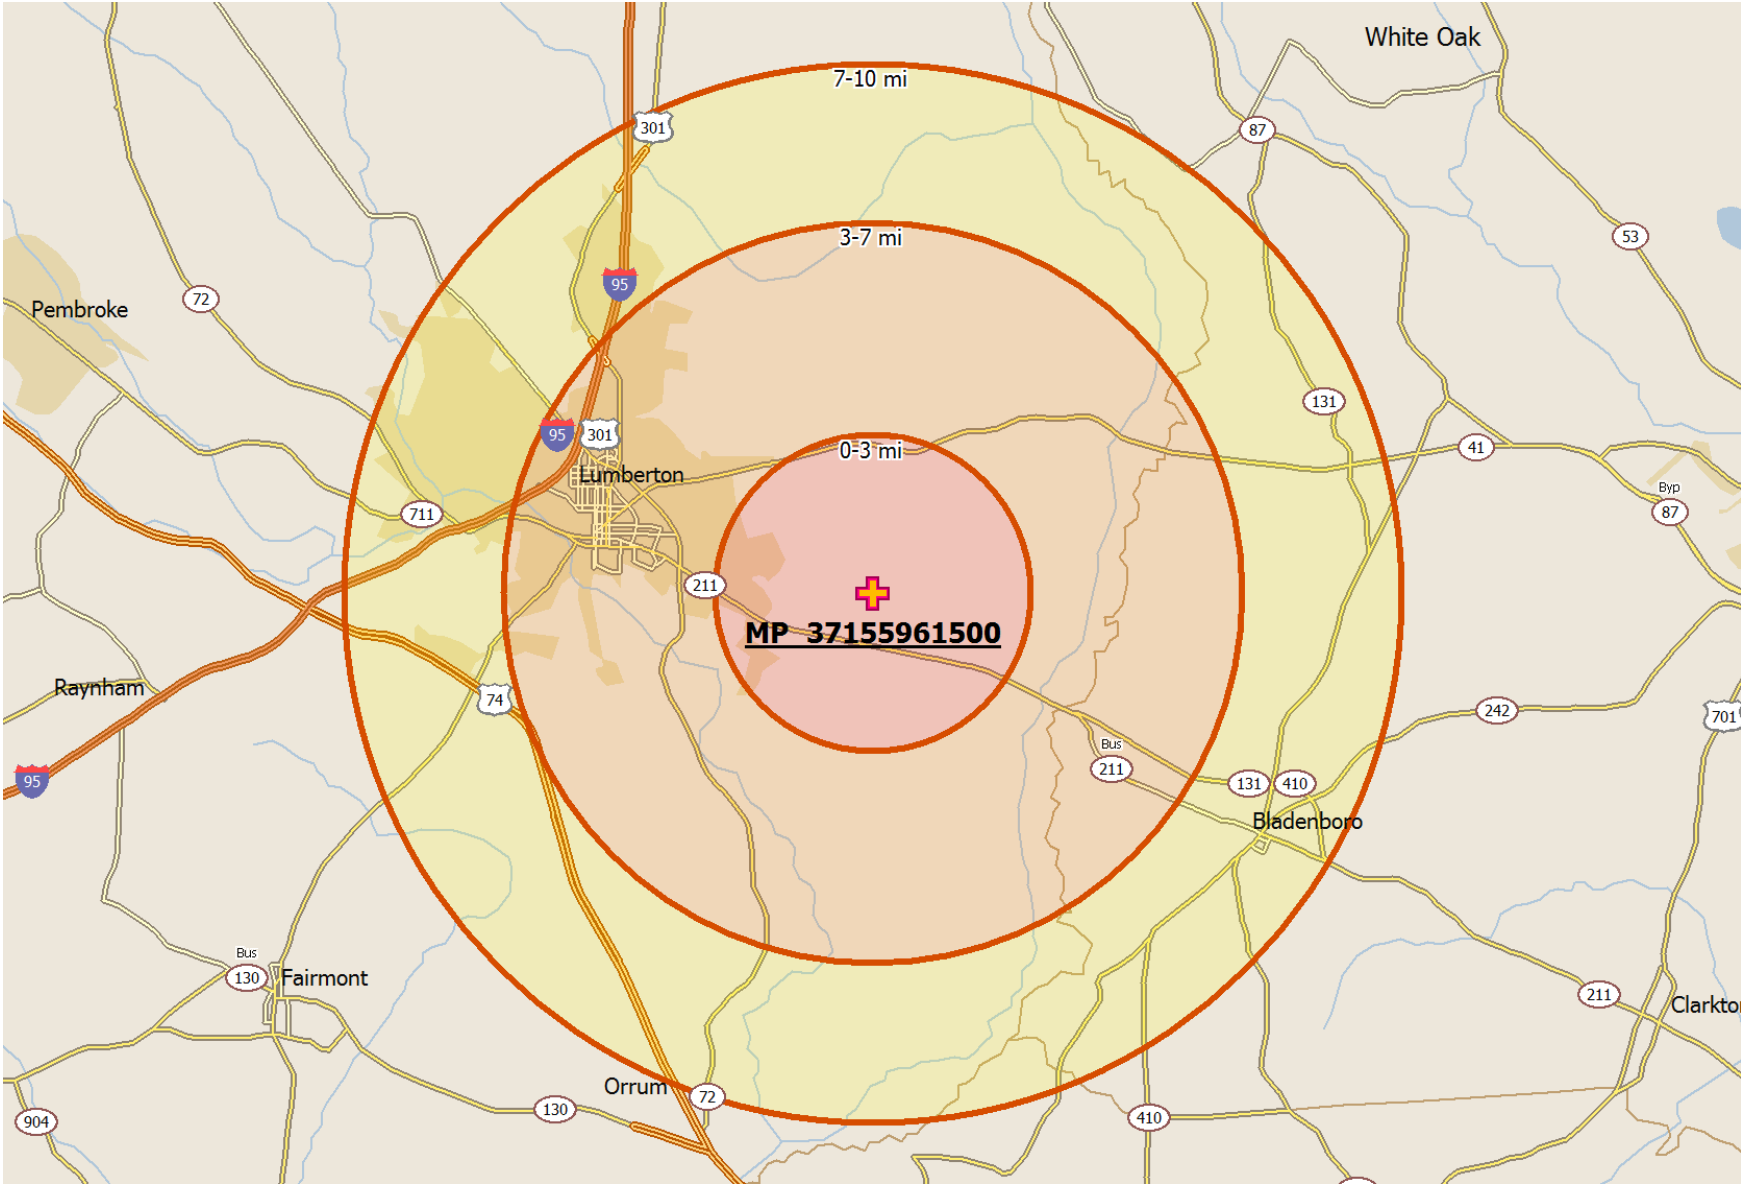 White Oak
7-10 mi
301
87
53
3-7 mi
95
72
Pembroke
131
95
301
41
0-3 mi
Lumberton
Byp
87
711
211
MP 37155961500
Raynham
74
242
701
Bus
211
95
131
410
Bladenboro
Bus
130
Fairmont
211
Clarkto
Orrum
72
130
410
904